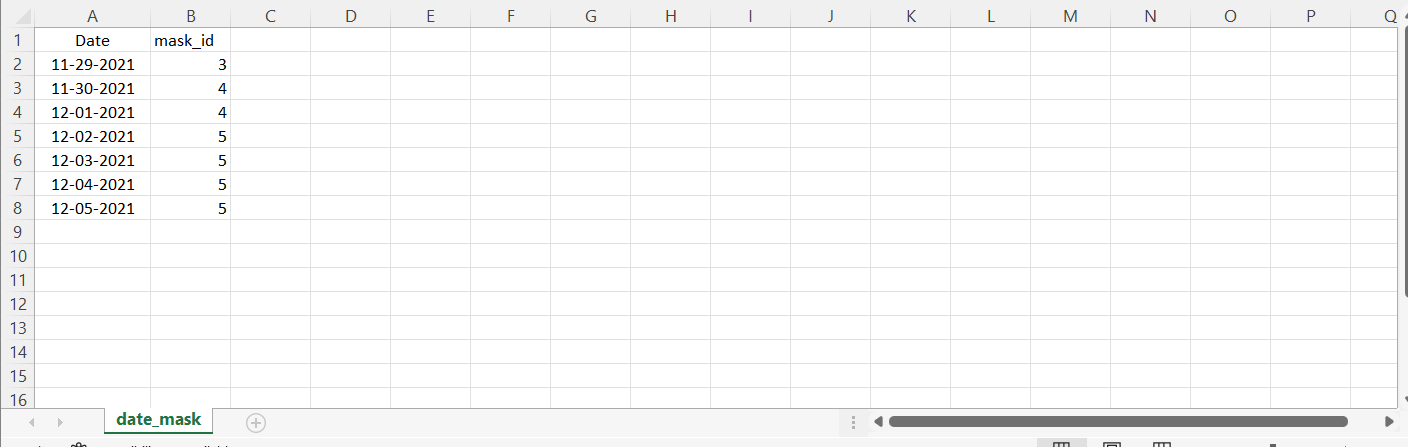 A B C D E F G H I J K L M N O P Q
1 Date mask_id
2 11-29-2021 3
3 11-30-2021 4
4 12-01-2021 4
5 12-02-2021 5
6 12-03-2021 5
7 12-04-2021 5
8 12-05-2021 5
9
10
11
12
13
14
15
16
date_mask